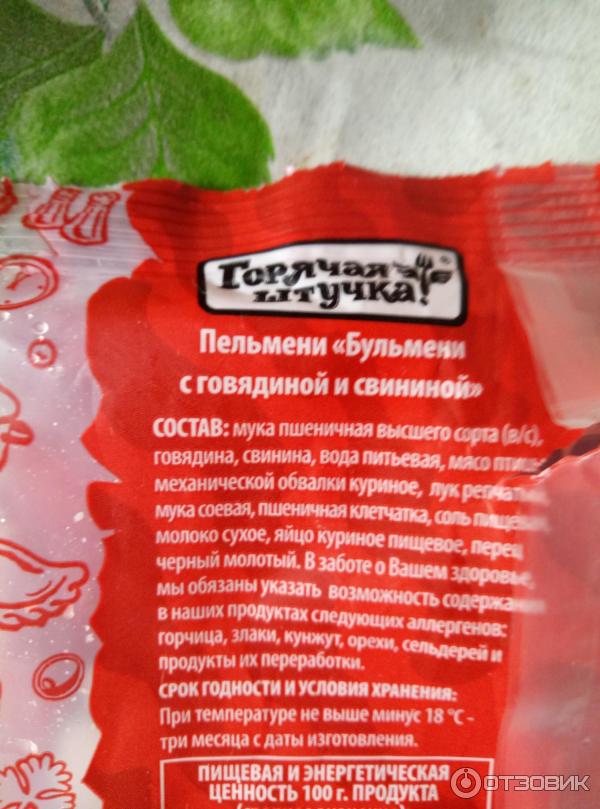 Горячая
штучка!
Пельмени «Бульмени
с говядиной и свининой»
СОСТАВ: мука пшеничная высшего сорта (в/с),
говядина, свинина, вода питьевая, мясо птицы
механической обвалки куриное, лук репчатый
мука соевая, пшеничная клетчатка, соль пищевая
молоко сухое, яйцо куриное пищевое, перец
черный молотый. В заботе о Вашем здоровье,
мы обязаны указать возможность содержания
в наших продуктах следующих аллергенов:
горчица, злаки, кунжут, орехи, сельдерей и
продукты их переработки.
СРОК ГОДНОСТИ И УСЛОВИЯ ХРАНЕНИЯ:
При температуре не выше минус 18 °С -
три месяца с даты изготовления.
ПИЩЕВАЯ И ЭНЕРГЕТИЧЕСКАЯ
ЦЕННОСТЬ 100 г. ПРОДУКТА
ОТЗОВИК